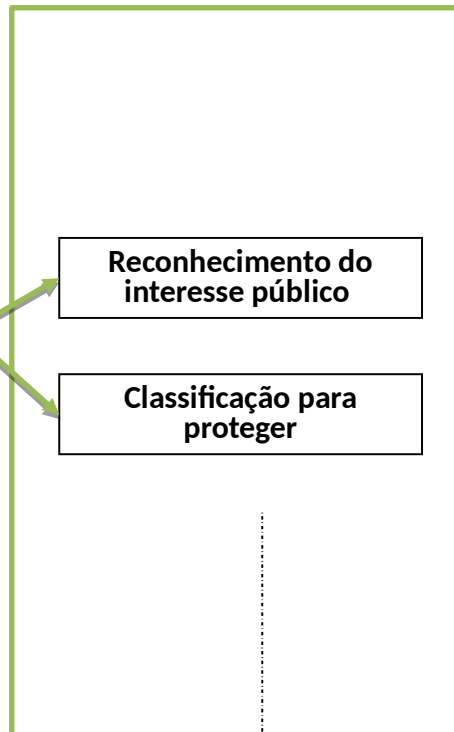 Reconhecimento do
interesse público
Classificação para
proteger